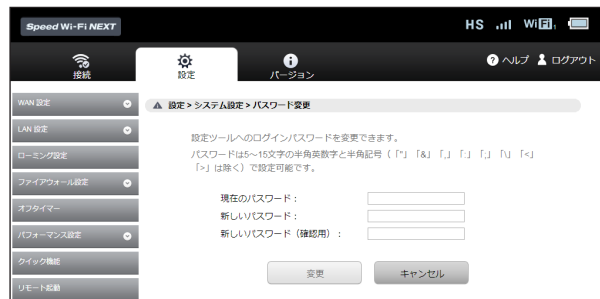 Speed Wi-Fi NEXT
HS WiFi
接続
設定
バージョン
ヘルプ ログアウト
WAN 設定
LAN 設定
ローミング設定
ファイアウォール設定
オフタイマー
パフォーマンス設定
クイック機能
リモート起動
設定 > システム設定 > パスワード変更
設定ツールへのログインパスワードを変更できます。
パスワードは5~15文字の半角英数字と半角記号（「"」「&」「,」「:」「;」「\」「<」
「>」は除く）で設定可能です。
現在のパスワード：
新しいパスワード：
新しいパスワード（確認用）：
変更
キャンセル